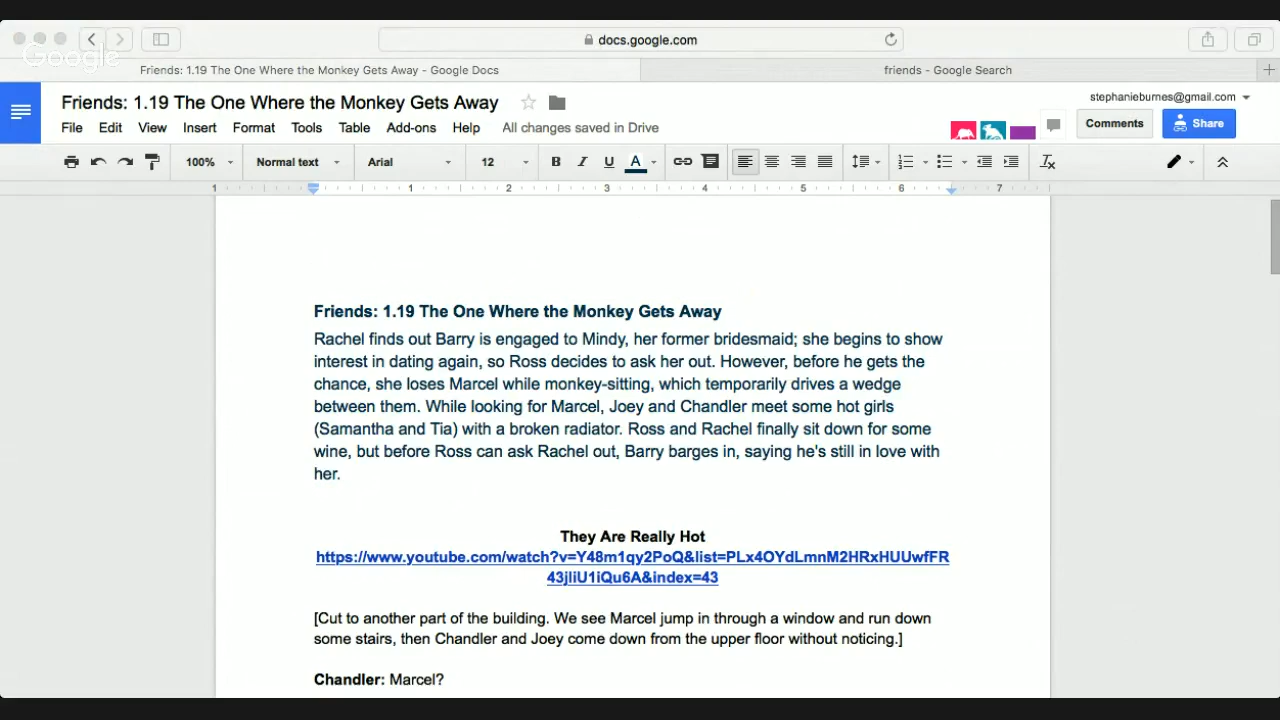 docs.google.com
Google
Friends: 1.19 The One Where the Monkey Gets Away - Google Docs
friends - Google Search
Friends: 1.19 The One Where the Monkey Gets Away
stephanieburnes@gmail.com
File Edit View Insert Format Tools Table Add-ons Help All changes saved in Drive
Comments
Share
100% Normal text Arial 12 B I U A
1 1 2 3 4 5 6 7
Friends: 1.19 The One Where the Monkey Gets Away
Rachel finds out Barry is engaged to Mindy, her former bridesmaid; she begins to show
interest in dating again, so Ross decides to ask her out. However, before he gets the
chance, she loses Marcel while monkey-sitting, which temporarily drives a wedge
between them. While looking for Marcel, Joey and Chandler meet some hot girls
(Samantha and Tia) with a broken radiator. Ross and Rachel finally sit down for some
wine, but before Ross can ask Rachel out, Barry barges in, saying he's still in love with
her.
They Are Really Hot
https://www.youtube.com/watch?v=Y48m1qy2PoQ&list=PLx4OYdLmnM2HRxHUUwfFR
43jliU1iQu6A&index=43
[Cut to another part of the building. We see Marcel jump in through a window and run down
some stairs, then Chandler and Joey come down from the upper floor without noticing.]
Chandler: Marcel?